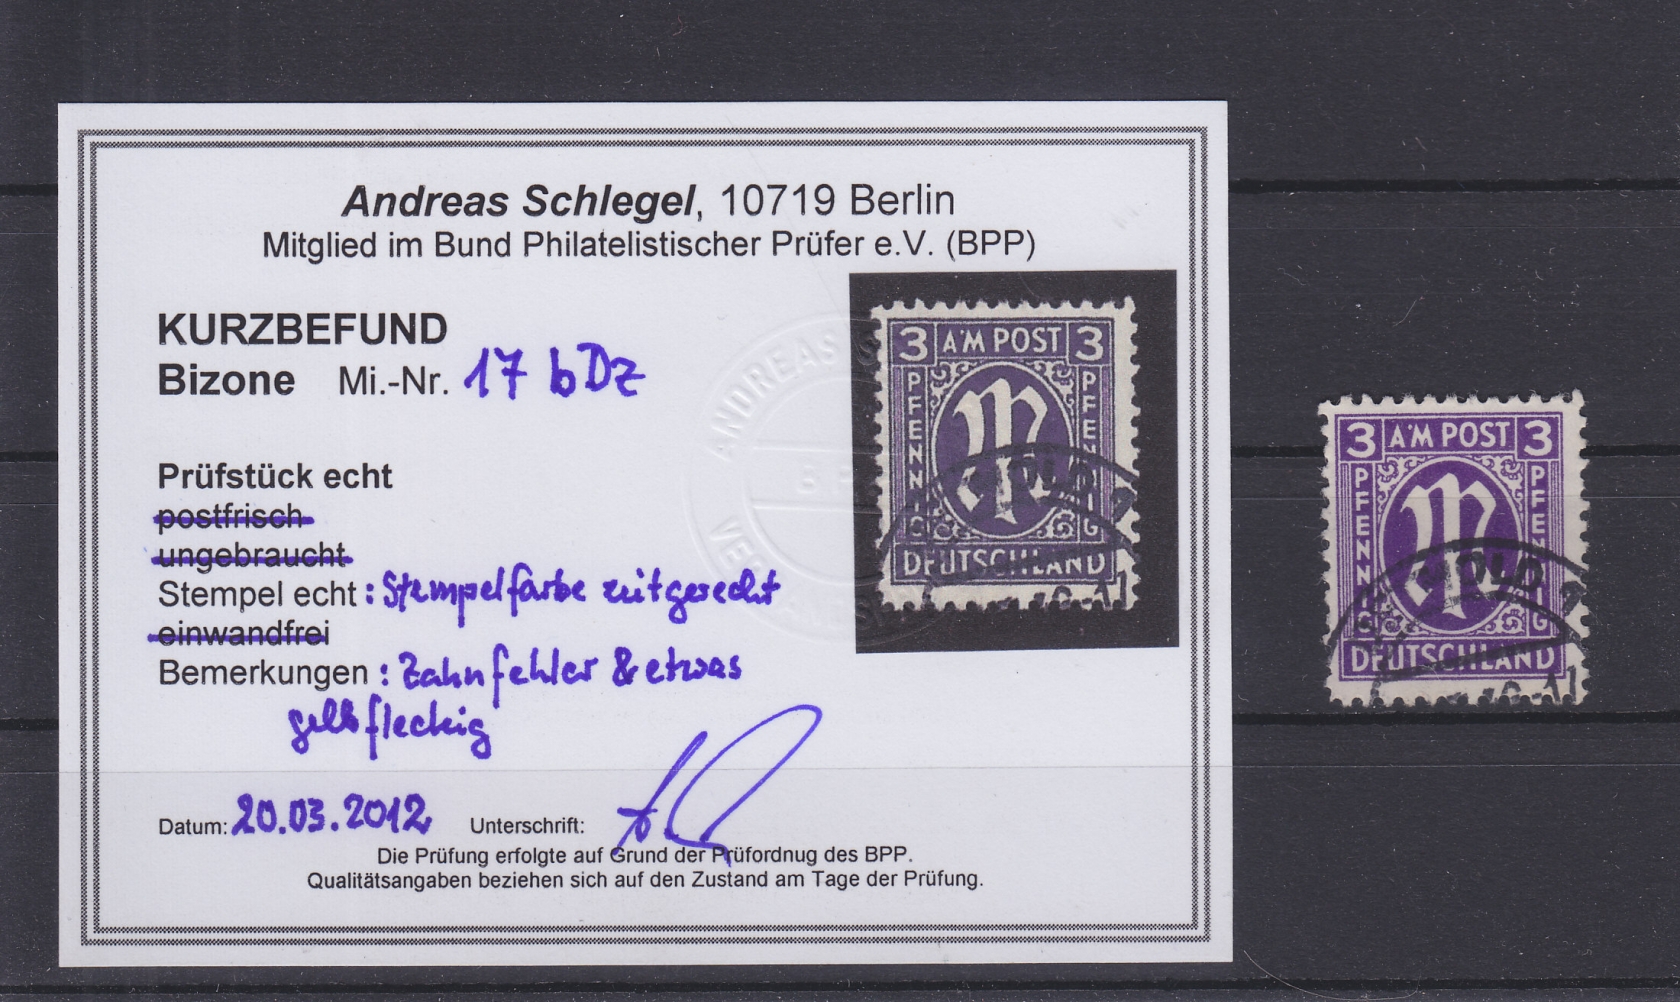 Andreas Schlegel, 10719 Berlin
Mitglied im Bund Philatelistischer Prüfer e.V. (BPP)
KURZBEFUND
Bizone Mi.-Nr. 17 bDz
Prüfstück echt
postfrisch
ungebraucht
Stempel echt : Stempelfarbe zeitgerecht
einwandfrei
Bemerkungen : Zahnfehler & etwas
gelbfleckig
Datum: 20.03.2012 Unterschrift:
Die Prüfung erfolgte auf Grund der Prüfordnug des BPP.
Qualitätsangaben beziehen sich auf den Zustand am Tage der Prüfung.
ANDREAS
3 A'M POST 3
PFENNIG
M
PFENNIG
DEUTSCHLAND
3 A'M POST 3
PFENNIG
M
PFENNIG
DEUTSCHLAND